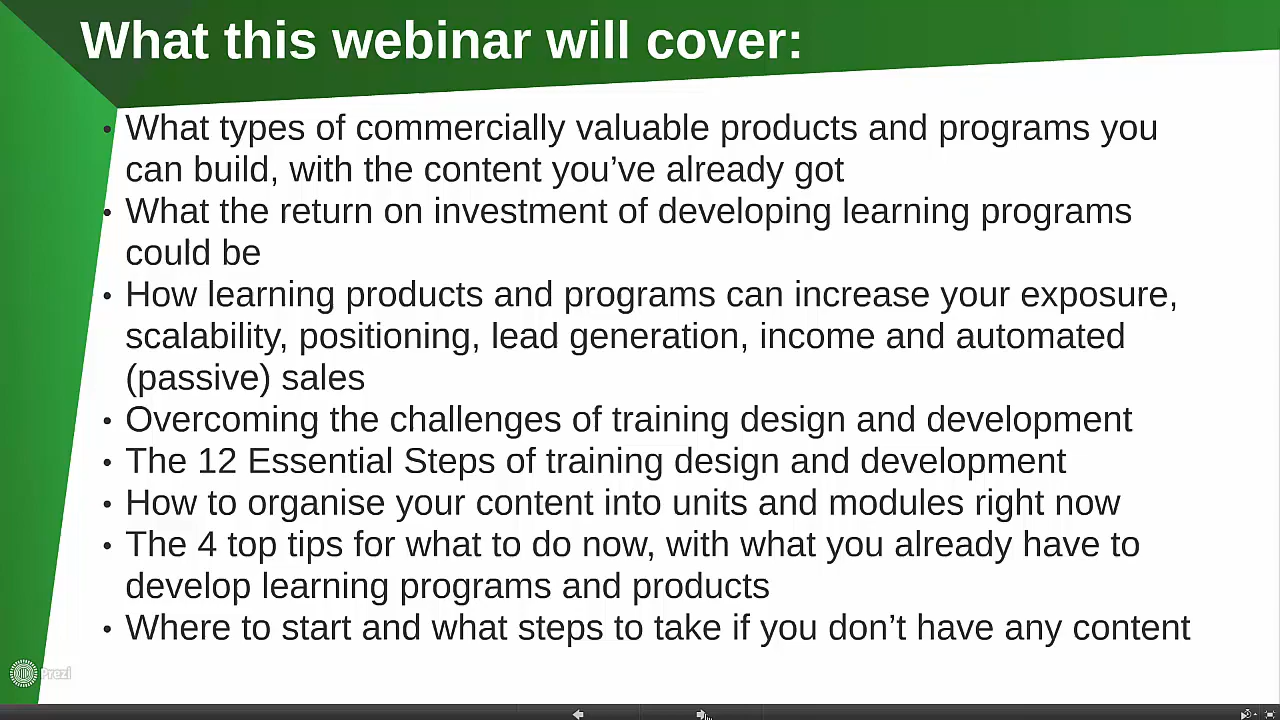 What this webinar will cover:
• What types of commercially valuable products and programs you
can build, with the content you’ve already got
• What the return on investment of developing learning programs
could be
• How learning products and programs can increase your exposure,
scalability, positioning, lead generation, income and automated
(passive) sales
• Overcoming the challenges of training design and development
• The 12 Essential Steps of training design and development
• How to organise your content into units and modules right now
• The 4 top tips for what to do now, with what you already have to
develop learning programs and products
• Where to start and what steps to take if you don’t have any content
Prezi